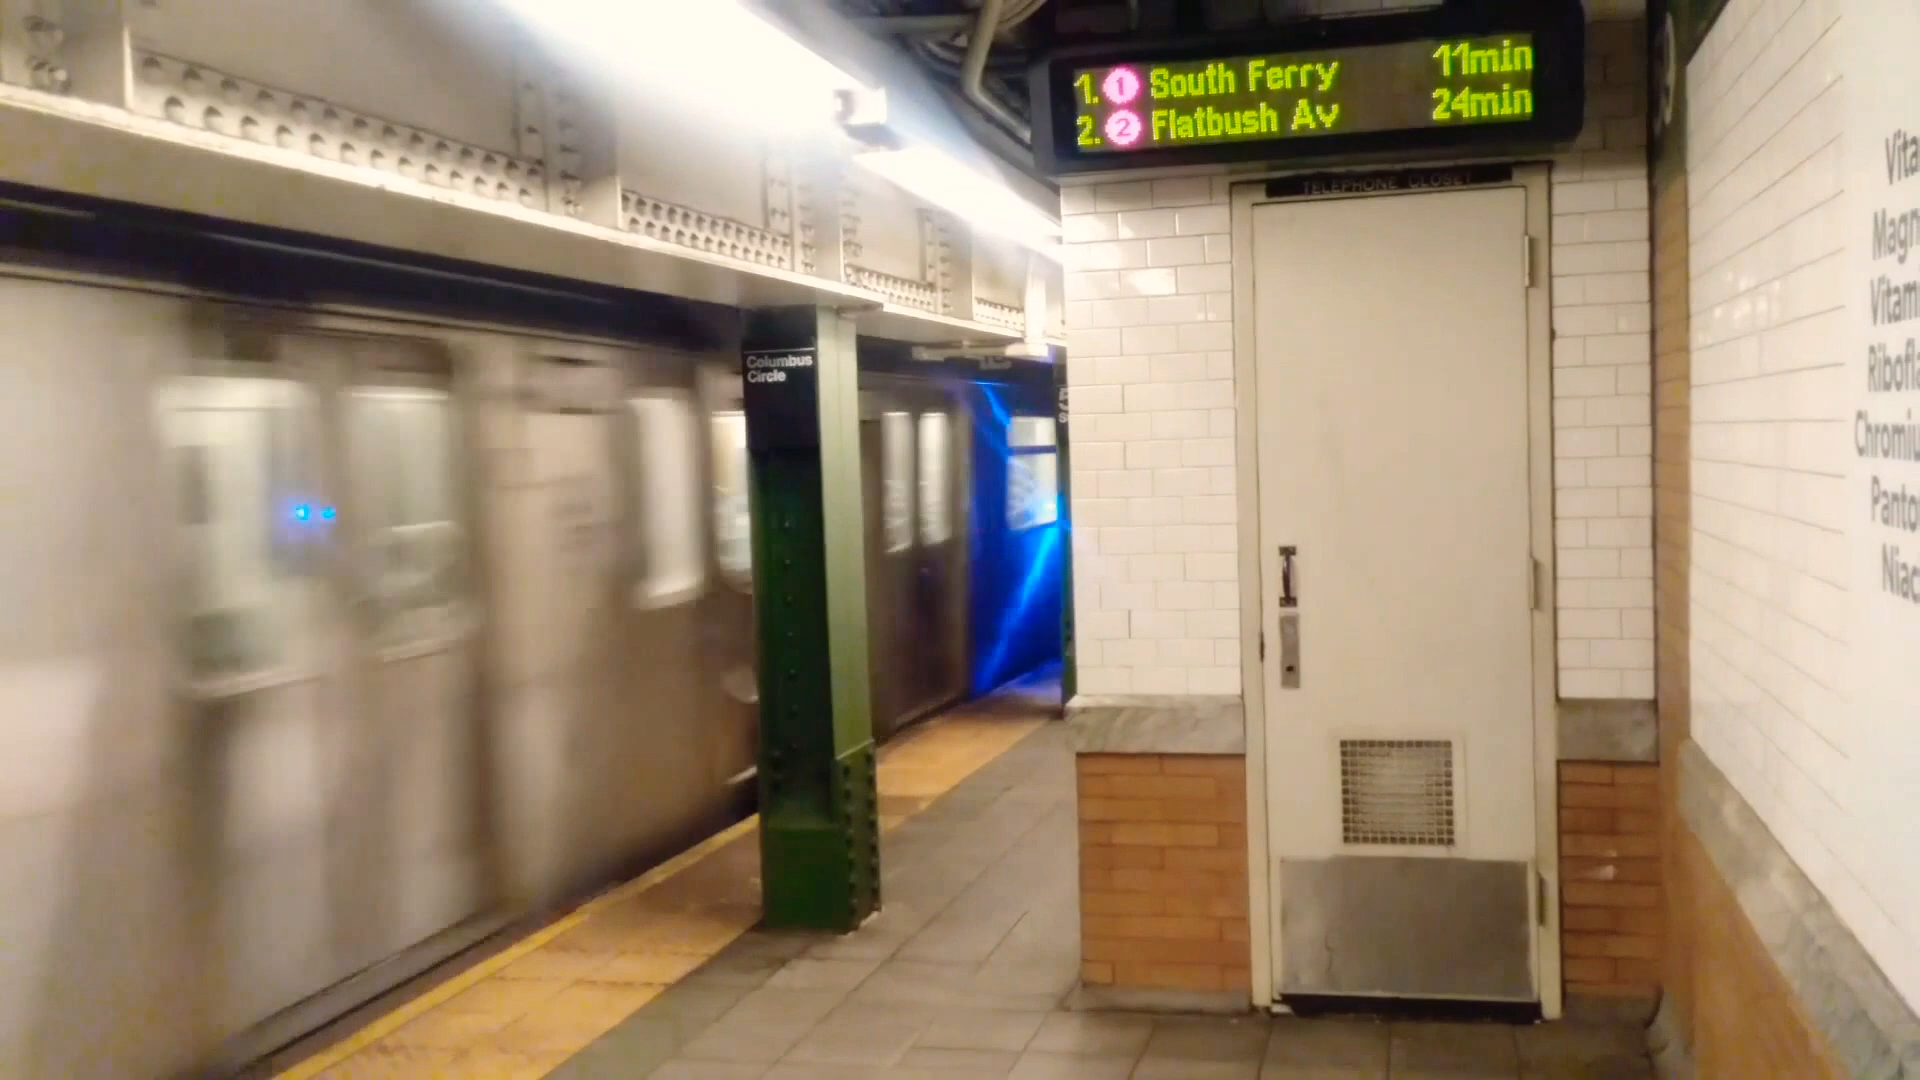 1. 1 South Ferry 11min
2. 2 Flatbush Av 24min
TELEPHONE CLOSET
Columbus
Circle
Vita
Magn
Vitam
Ribofla
Chromiu
Panto
Niac